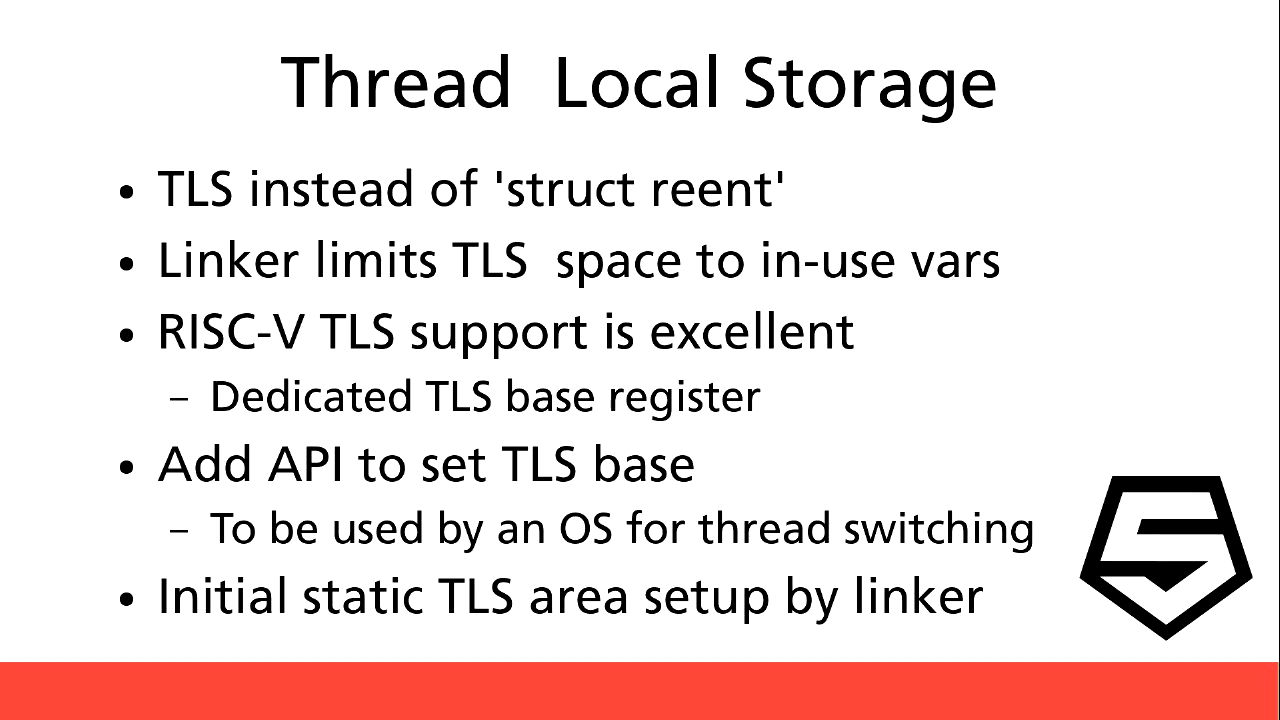 Thread  Local Storage
• TLS instead of 'struct reent'
• Linker limits TLS  space to in-use vars
• RISC-V TLS support is excellent
– Dedicated TLS base register
• Add API to set TLS base
– To be used by an OS for thread switching
• Initial static TLS area setup by linker